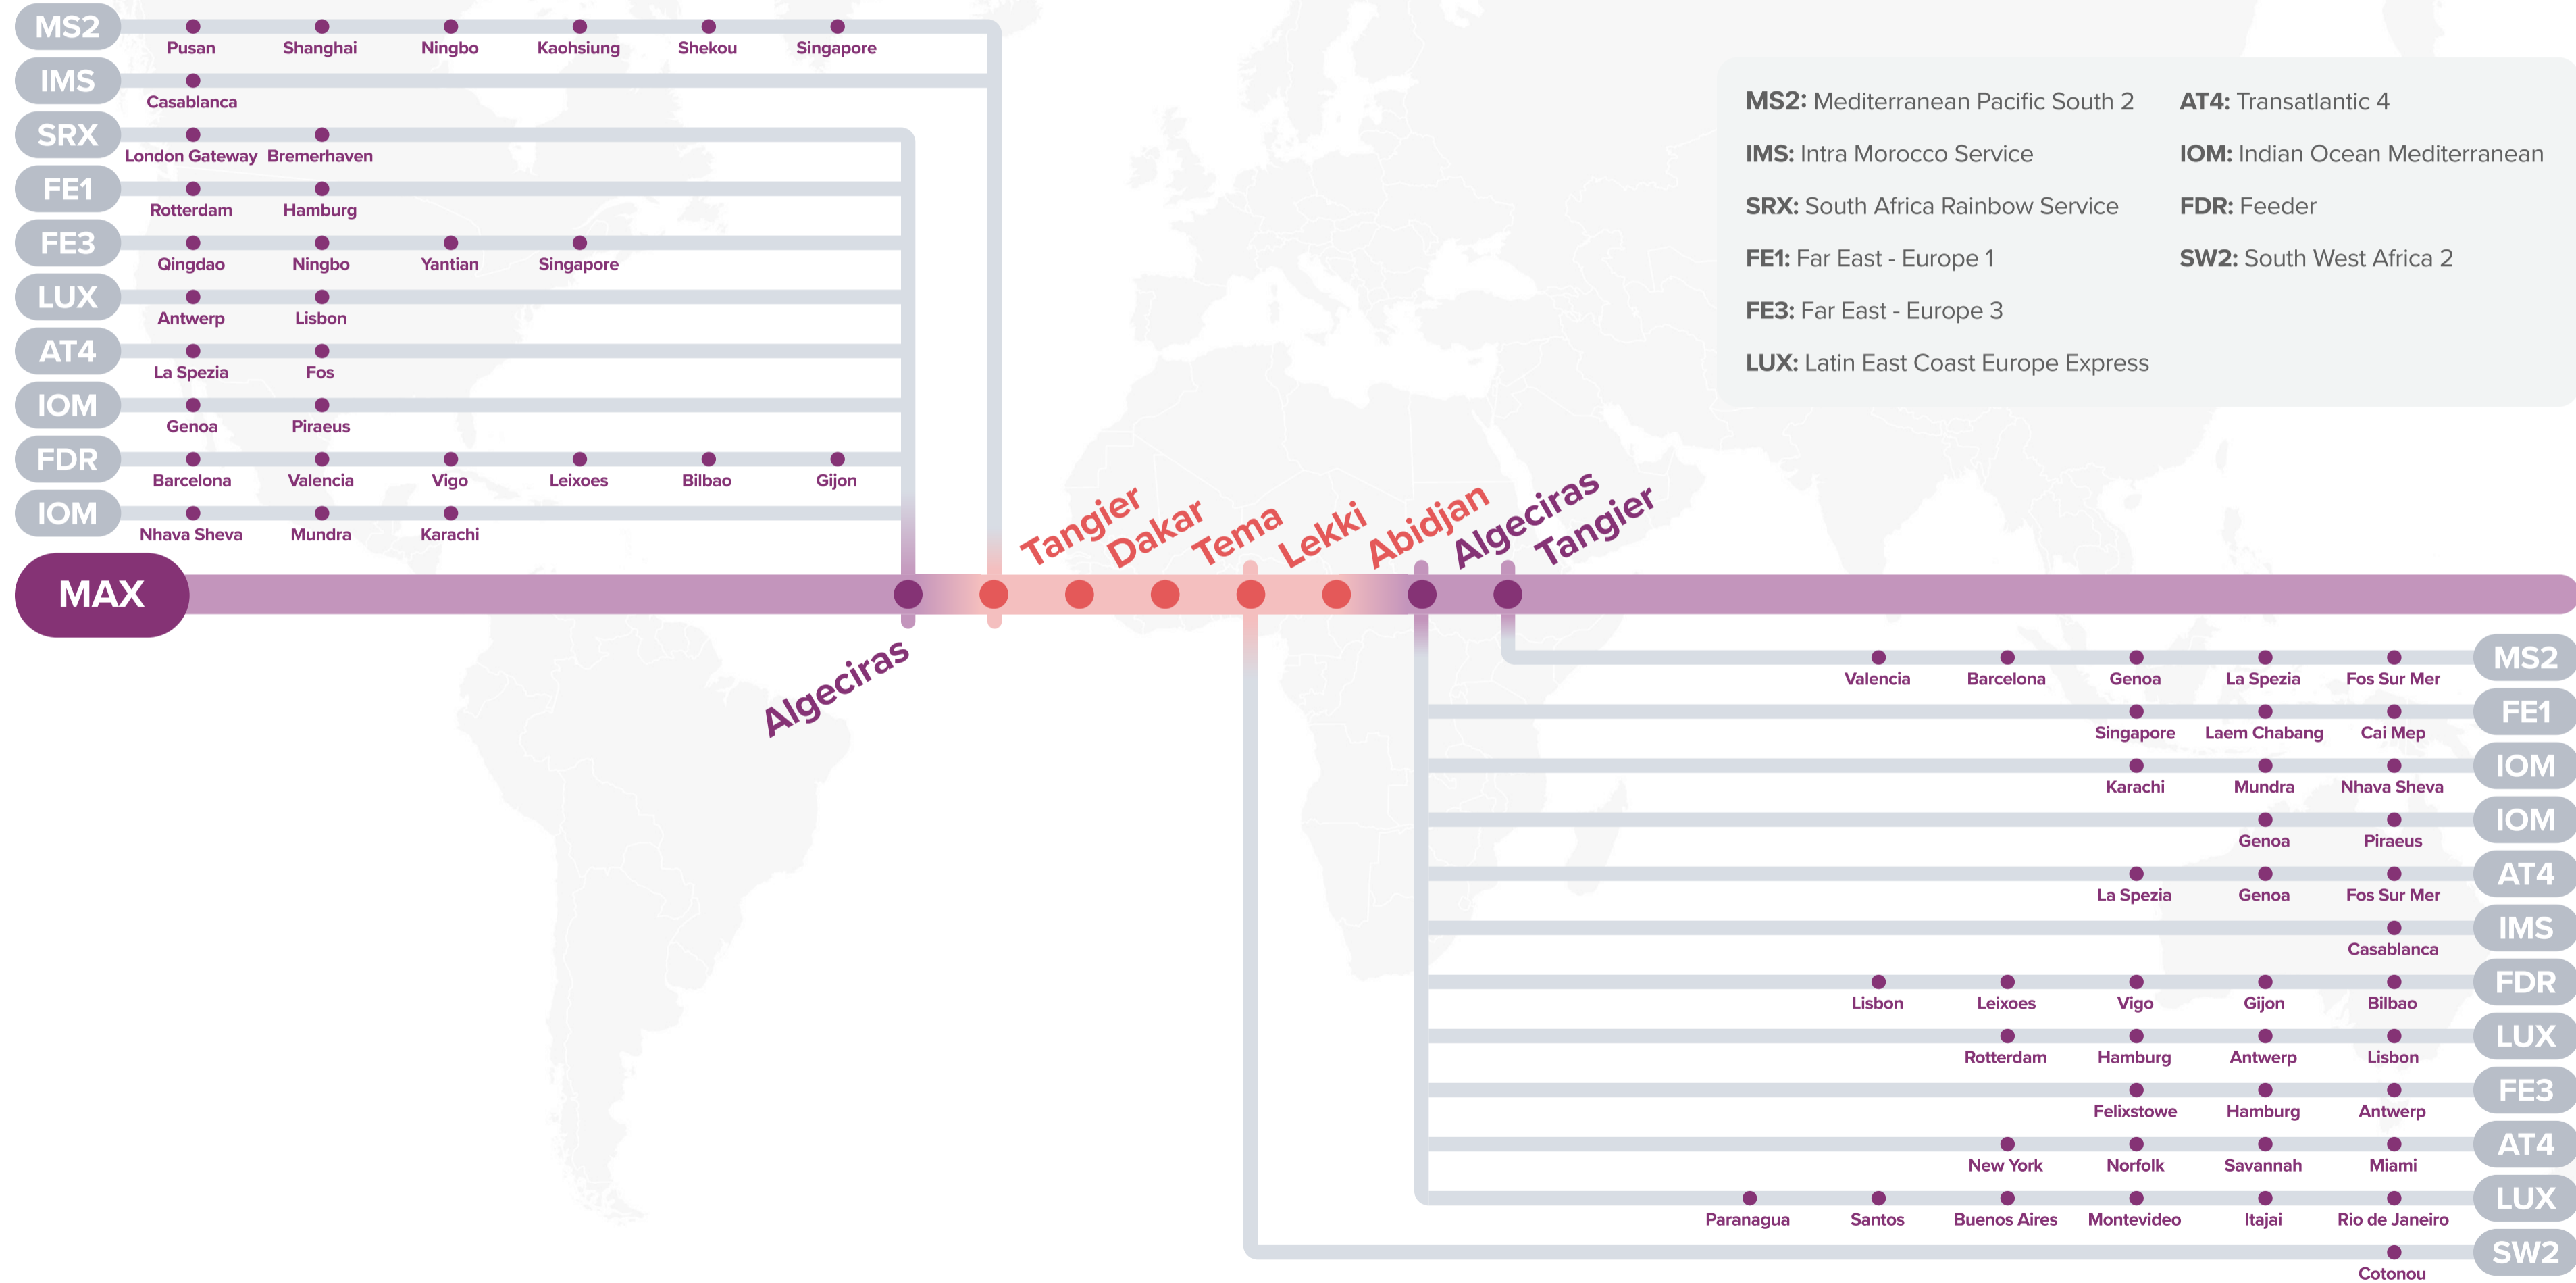 MS2
Pusan Shanghai Ningbo Kaohsiung Shekou Singapore
IMS
Casablanca
SRX
London Gateway Bremerhaven
FE1
Rotterdam Hamburg
FE3
Qingdao Ningbo Yantian Singapore
LUX
Antwerp Lisbon
AT4
La Spezia Fos
IOM
Genoa Piraeus
FDR
Barcelona Valencia Vigo Leixoes Bilbao Gijon
IOM
Nhava Sheva Mundra Karachi
MS2: Mediterranean Pacific South 2
IMS: Intra Morocco Service
SRX: South Africa Rainbow Service
FE1: Far East - Europe 1
FE3: Far East - Europe 3
LUX: Latin East Coast Europe Express
AT4: Transatlantic 4
IOM: Indian Ocean Mediterranean
FDR: Feeder
SW2: South West Africa 2
MAX
Algeciras
Tangier
Dakar
Tema
Lekki
Abidjan
Algeciras
Tangier
MS2
Valencia Barcelona Genoa La Spezia Fos Sur Mer
FE1
Singapore Laem Chabang Cai Mep
IOM
Karachi Mundra Nhava Sheva
IOM
Genoa Piraeus
AT4
La Spezia Genoa Fos Sur Mer
IMS
Casablanca
FDR
Lisbon Leixoes Vigo Gijon Bilbao
LUX
Rotterdam Hamburg Antwerp Lisbon
FE3
Felixstowe Hamburg Antwerp
AT4
New York Norfolk Savannah Miami
LUX
Paranagua Santos Buenos Aires Montevideo Itajai Rio de Janeiro
SW2
Cotonou